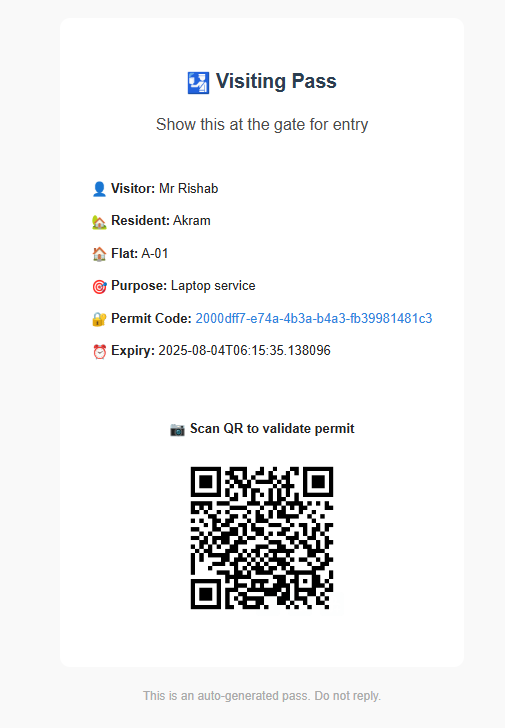 🛂 Visiting Pass
Show this at the gate for entry
👤 Visitor: Mr Rishab
🏡 Resident: Akram
🏠 Flat: A-01
🎯 Purpose: Laptop service
🔐 Permit Code: 2000dff7-e74a-4b3a-b4a3-fb39981481c3
⏰ Expiry: 2025-08-04T06:15:35.138096
📷 Scan QR to validate permit
This is an auto-generated pass. Do not reply.